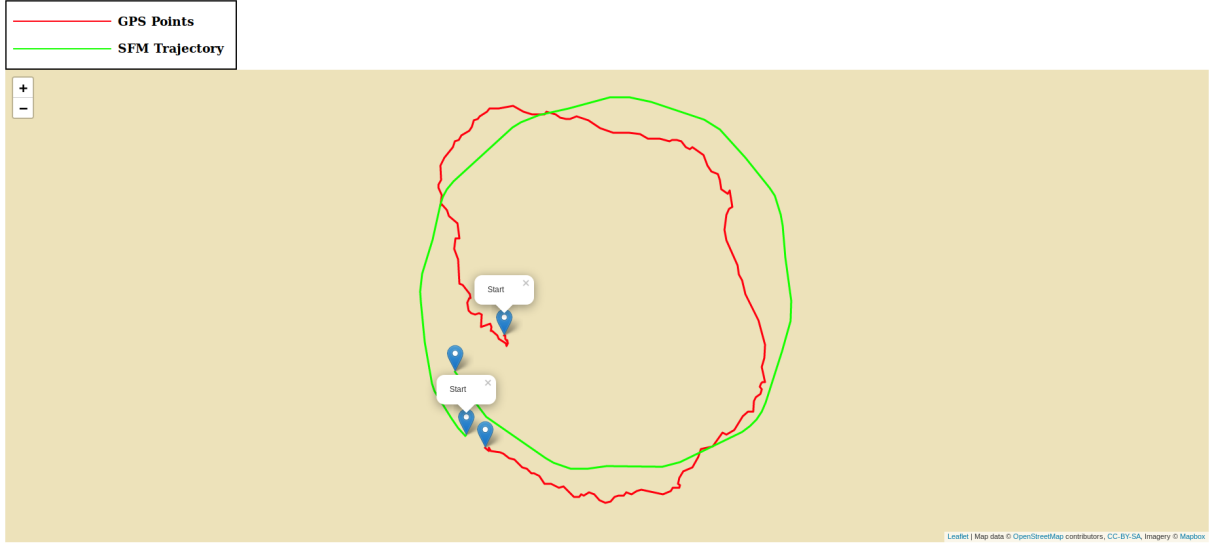 GPS Points
SFM Trajectory
+
−
Start ×
Start ×
Leaflet | Map data © OpenStreetMap contributors, CC-BY-SA, Imagery © Mapbox